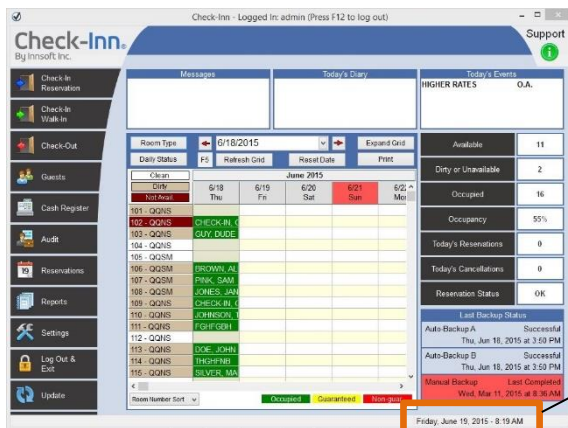 Check-Inn - Logged In: admin (Press F12 to log out)
Check-Inn®
By Innsoft Inc.
Support
Check-In
Reservation
Check-In
Walk-In
Check-Out
Guests
Cash Register
Audit
19
Reservations
Reports
Settings
Log Out &
Exit
Update
Messages
Today's Diary
Today's Events
HIGHER RATES O.A.
Room Type
6/18/2015
Expand Grid
Daily Status
F5
Refresh Grid
Reset Date
Print
Clean
Dirty
Not Avail.
June 2015
6/18 6/19 6/20 6/21 6/22
Thu Fri Sat Sun Mon
101 - QQNS
102 - QQNS CHECK-IN, C
103 - QQNS GUY, DUDE
104 - QQNS
105 - QQSM
106 - QQSM BROWN, AL
107 - QQSM PINK, SAM
108 - QQSM JONES, JAN
109 - QQNS CHECK-IN, C
110 - QQNS JOHNSON, T
111 - QQNS FGHFGBH
112 - QQNS
113 - QQNS DOE, JOHN
114 - QQNS THGHFNB
115 - QQNS SILVER, MA
Room Number Sort
Occupied
Guaranteed
Non-guar.
Available 11
Dirty or Unavailable 2
Occupied 16
Occupancy 55%
Today's Reservations 0
Today's Cancellations 0
Reservation Status OK
Last Backup Status
Auto-Backup A Successful
Thu, Jun 18, 2015 at 3:50 PM
Auto-Backup B Successful
Thu, Jun 18, 2015 at 3:50 PM
Manual Backup Last Completed
Wed, Mar 11, 2015 at 8:36 AM
Friday, June 19, 2015 - 8:19 AM